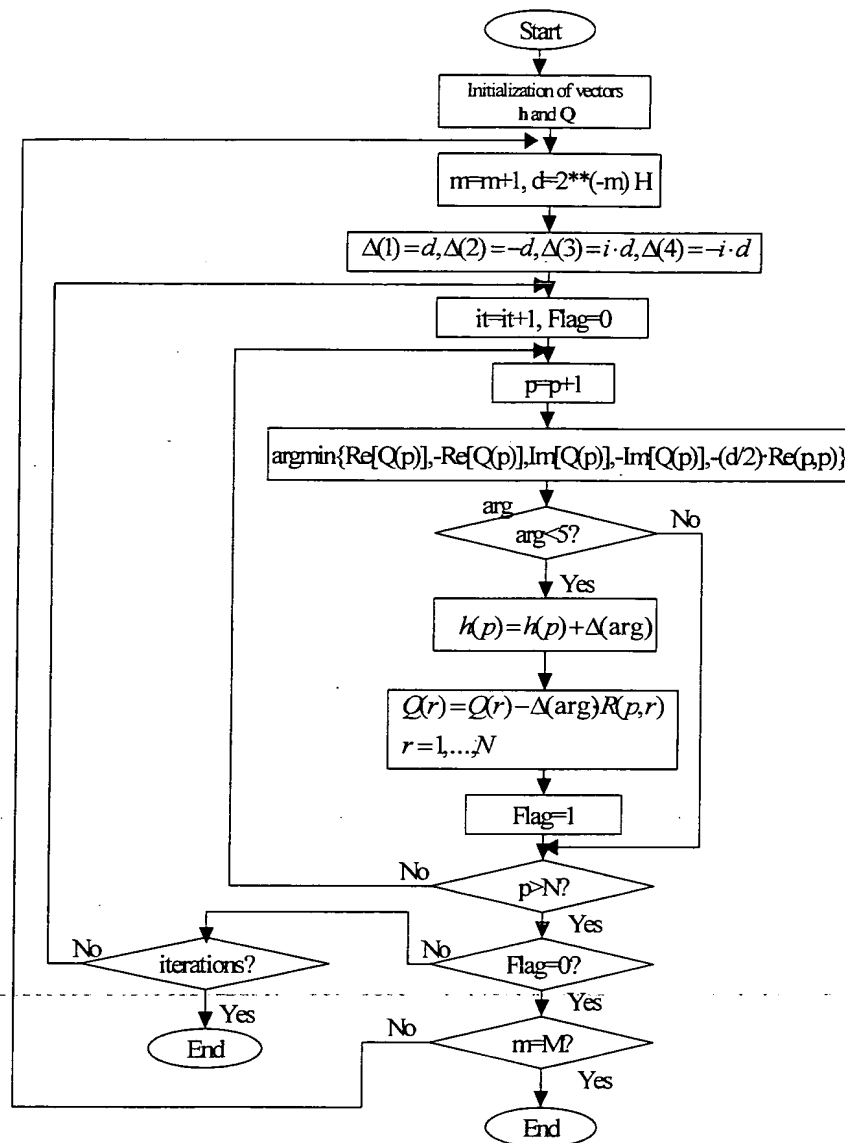 Start
Initialization of vectors
h and Q
m=m+1, d=2**(-m) H
Δ(1)=d,Δ(2)=−d,Δ(3)=i·d,Δ(4)=−i·d
it=it+1, Flag=0
p=p+1
argmin{Re[Q(p)],-Re[Q(p)],Im[Q(p)],-Im[Q(p)],-(d/2)·Re(p,p)}
arg
arg<5?
No
Yes
h(p)=h(p)+Δ(arg)
Q(r)=Q(r)−Δ(arg)·R(p,r)
r=1,...,N
Flag=1
No
p>N?
Yes
No
iterations?
No
Flag=0?
Yes
Yes
End
No
m=M?
Yes
End